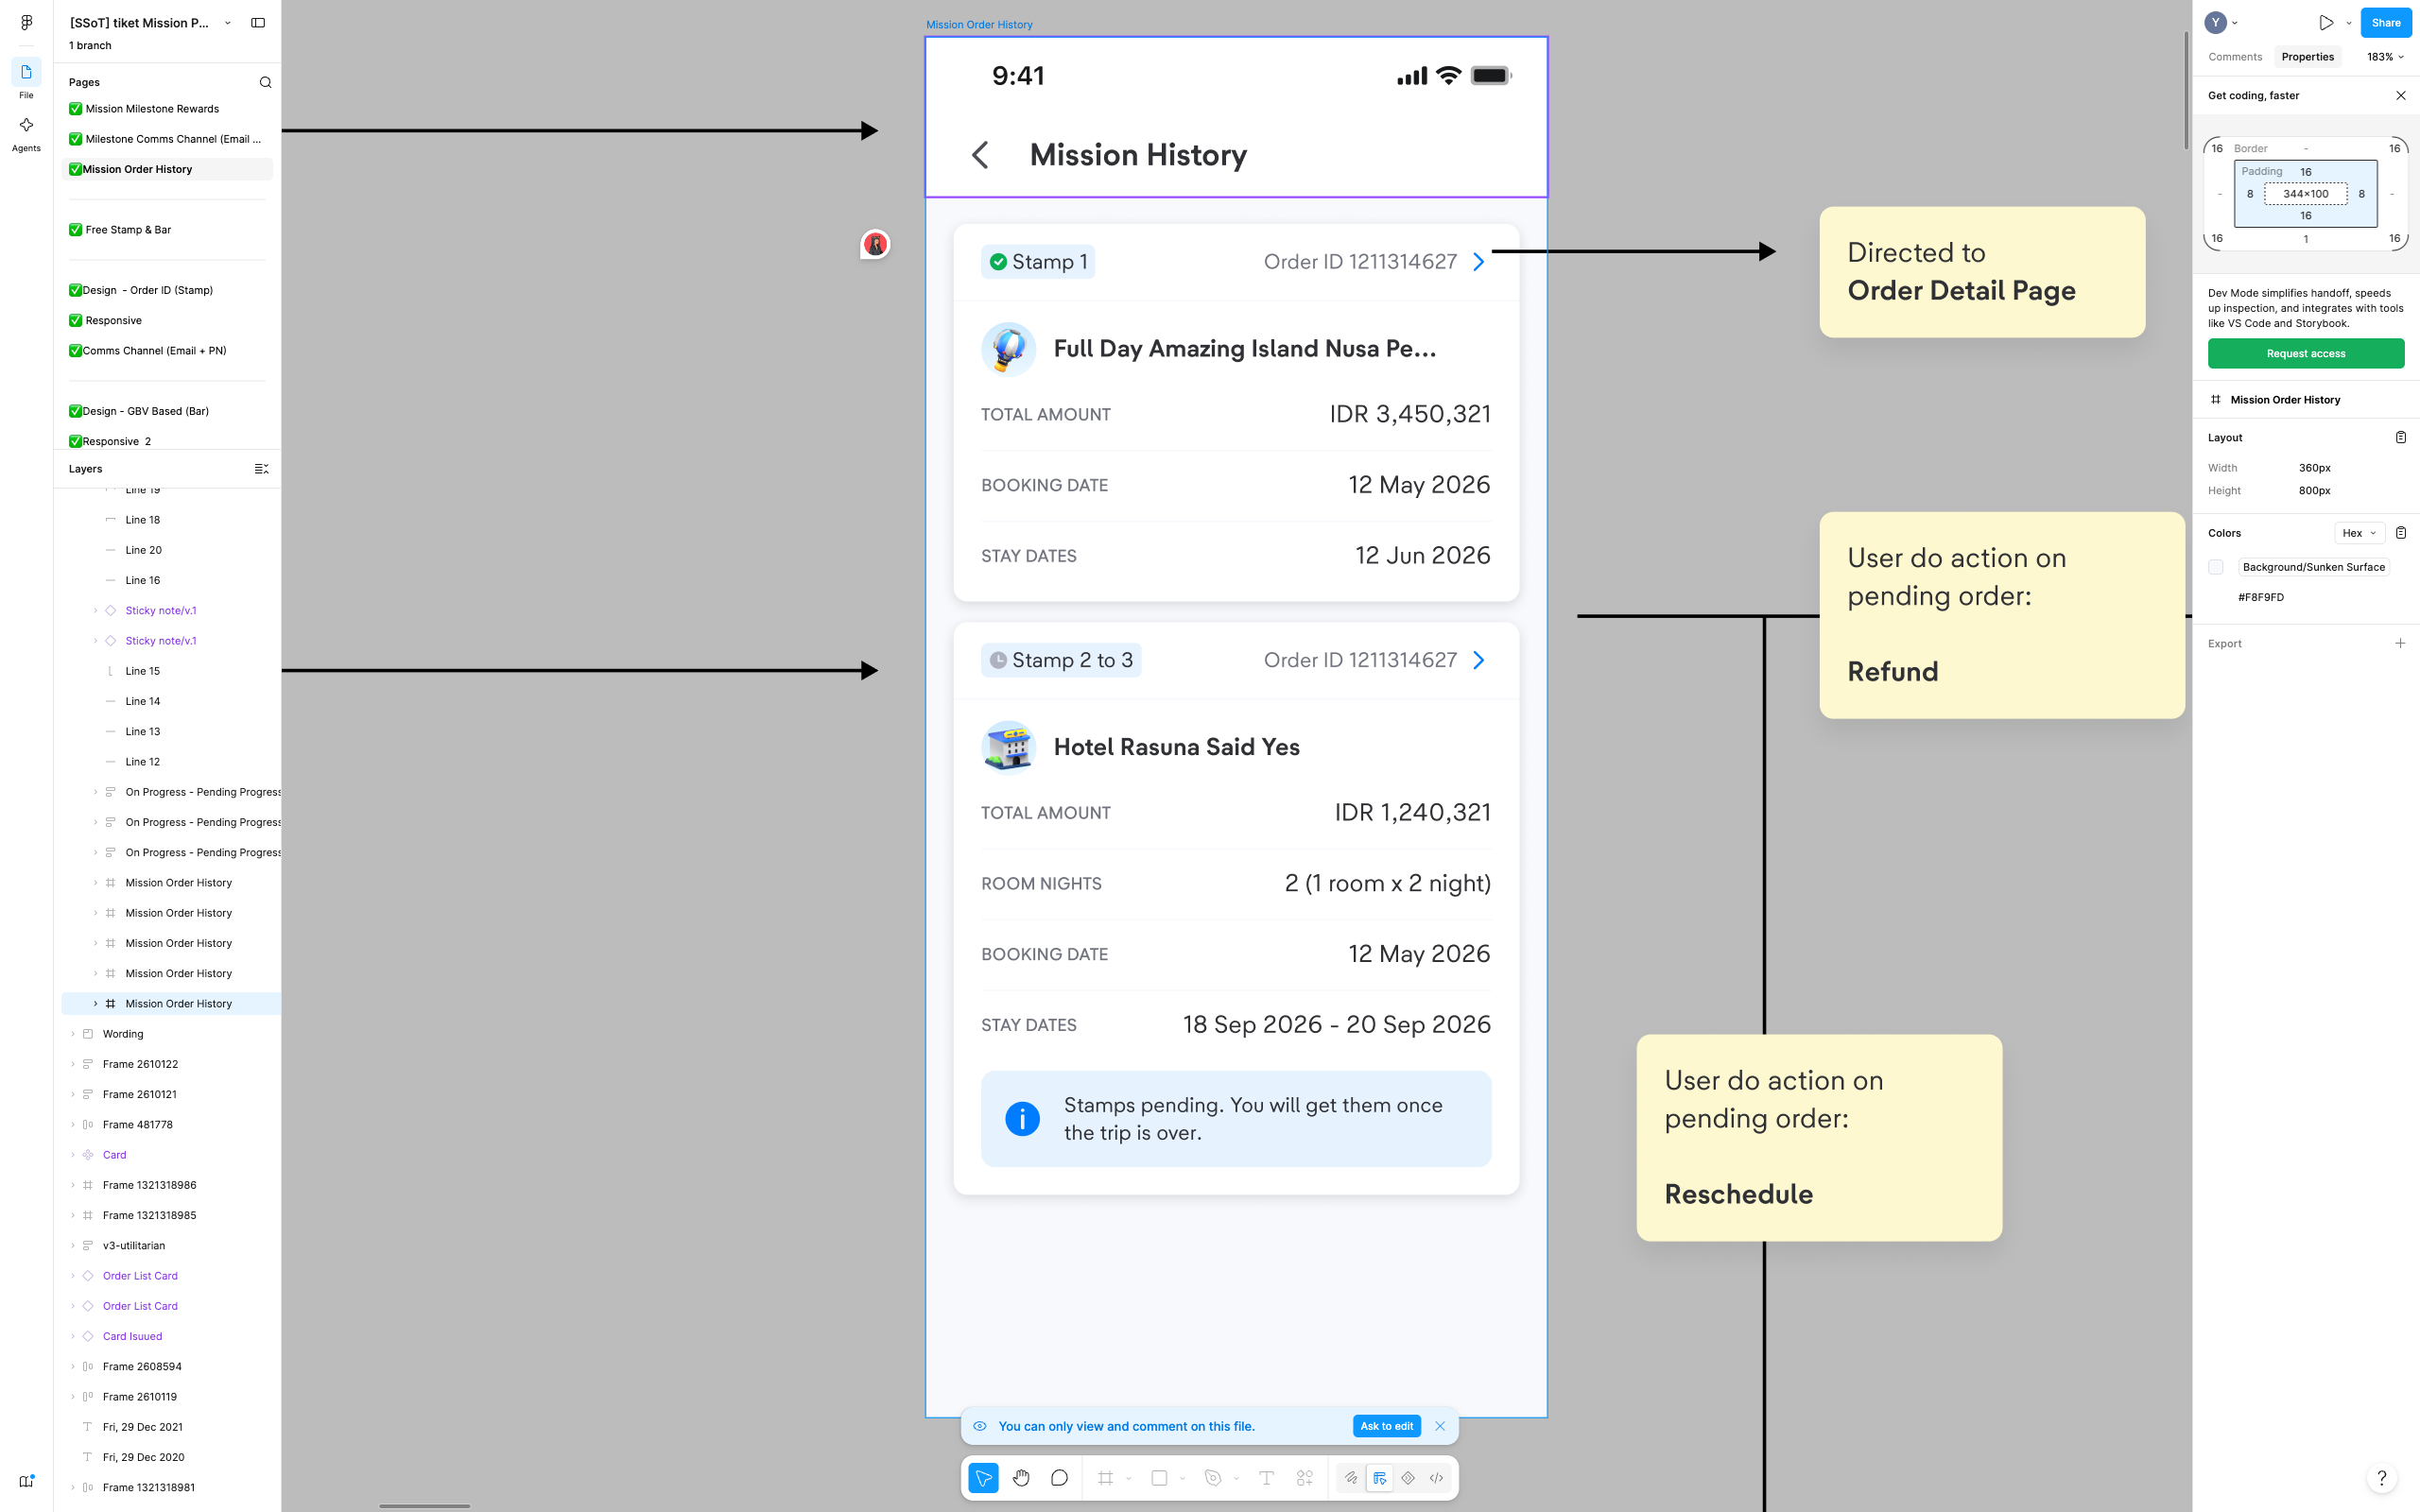 [SSoT] tiket Mission P...
1 branch
File
Agents
Pages
Mission Milestone Rewards
Milestone Comms Channel (Email ...
Mission Order History
Free Stamp & Bar
Design - Order ID (Stamp)
Responsive
Comms Channel (Email + PN)
Design - GBV Based (Bar)
Responsive 2
Layers
Line 19
Line 18
Line 20
Line 16
Sticky note/v.1
Sticky note/v.1
Line 15
Line 14
Line 13
Line 12
On Progress - Pending Progress
On Progress - Pending Progress
On Progress - Pending Progress
Mission Order History
Mission Order History
Mission Order History
Mission Order History
Mission Order History
Wording
Frame 2610122
Frame 2610121
Frame 481778
Card
Frame 1321318986
Frame 1321318985
v3-utilitarian
Order List Card
Order List Card
Card Isuued
Frame 2608594
Frame 2610119
Fri, 29 Dec 2021
Fri, 29 Dec 2020
Frame 1321318981
Mission Order History
9:41
Mission History
Stamp 1
Order ID 1211314627
Full Day Amazing Island Nusa Pe...
TOTAL AMOUNT
IDR 3,450,321
BOOKING DATE
12 May 2026
STAY DATES
12 Jun 2026
Stamp 2 to 3
Order ID 1211314627
Hotel Rasuna Said Yes
TOTAL AMOUNT
IDR 1,240,321
ROOM NIGHTS
2 (1 room x 2 night)
BOOKING DATE
12 May 2026
STAY DATES
18 Sep 2026 - 20 Sep 2026
Stamps pending. You will get them once
the trip is over.
Directed to
Order Detail Page
User do action on
pending order:
Refund
User do action on
pending order:
Reschedule
You can only view and comment on this file.
Ask to edit
Y
Share
Comments
Properties
183%
Get coding, faster
16
Border
-
16
Padding
16
-
8
344×100
8
-
16
16
1
16
Dev Mode simplifies handoff, speeds
up inspection, and integrates with tools
like VS Code and Storybook.
Request access
Mission Order History
Layout
Width
360px
Height
800px
Colors
Hex
Background/Sunken Surface
#F8F9FD
Export
?